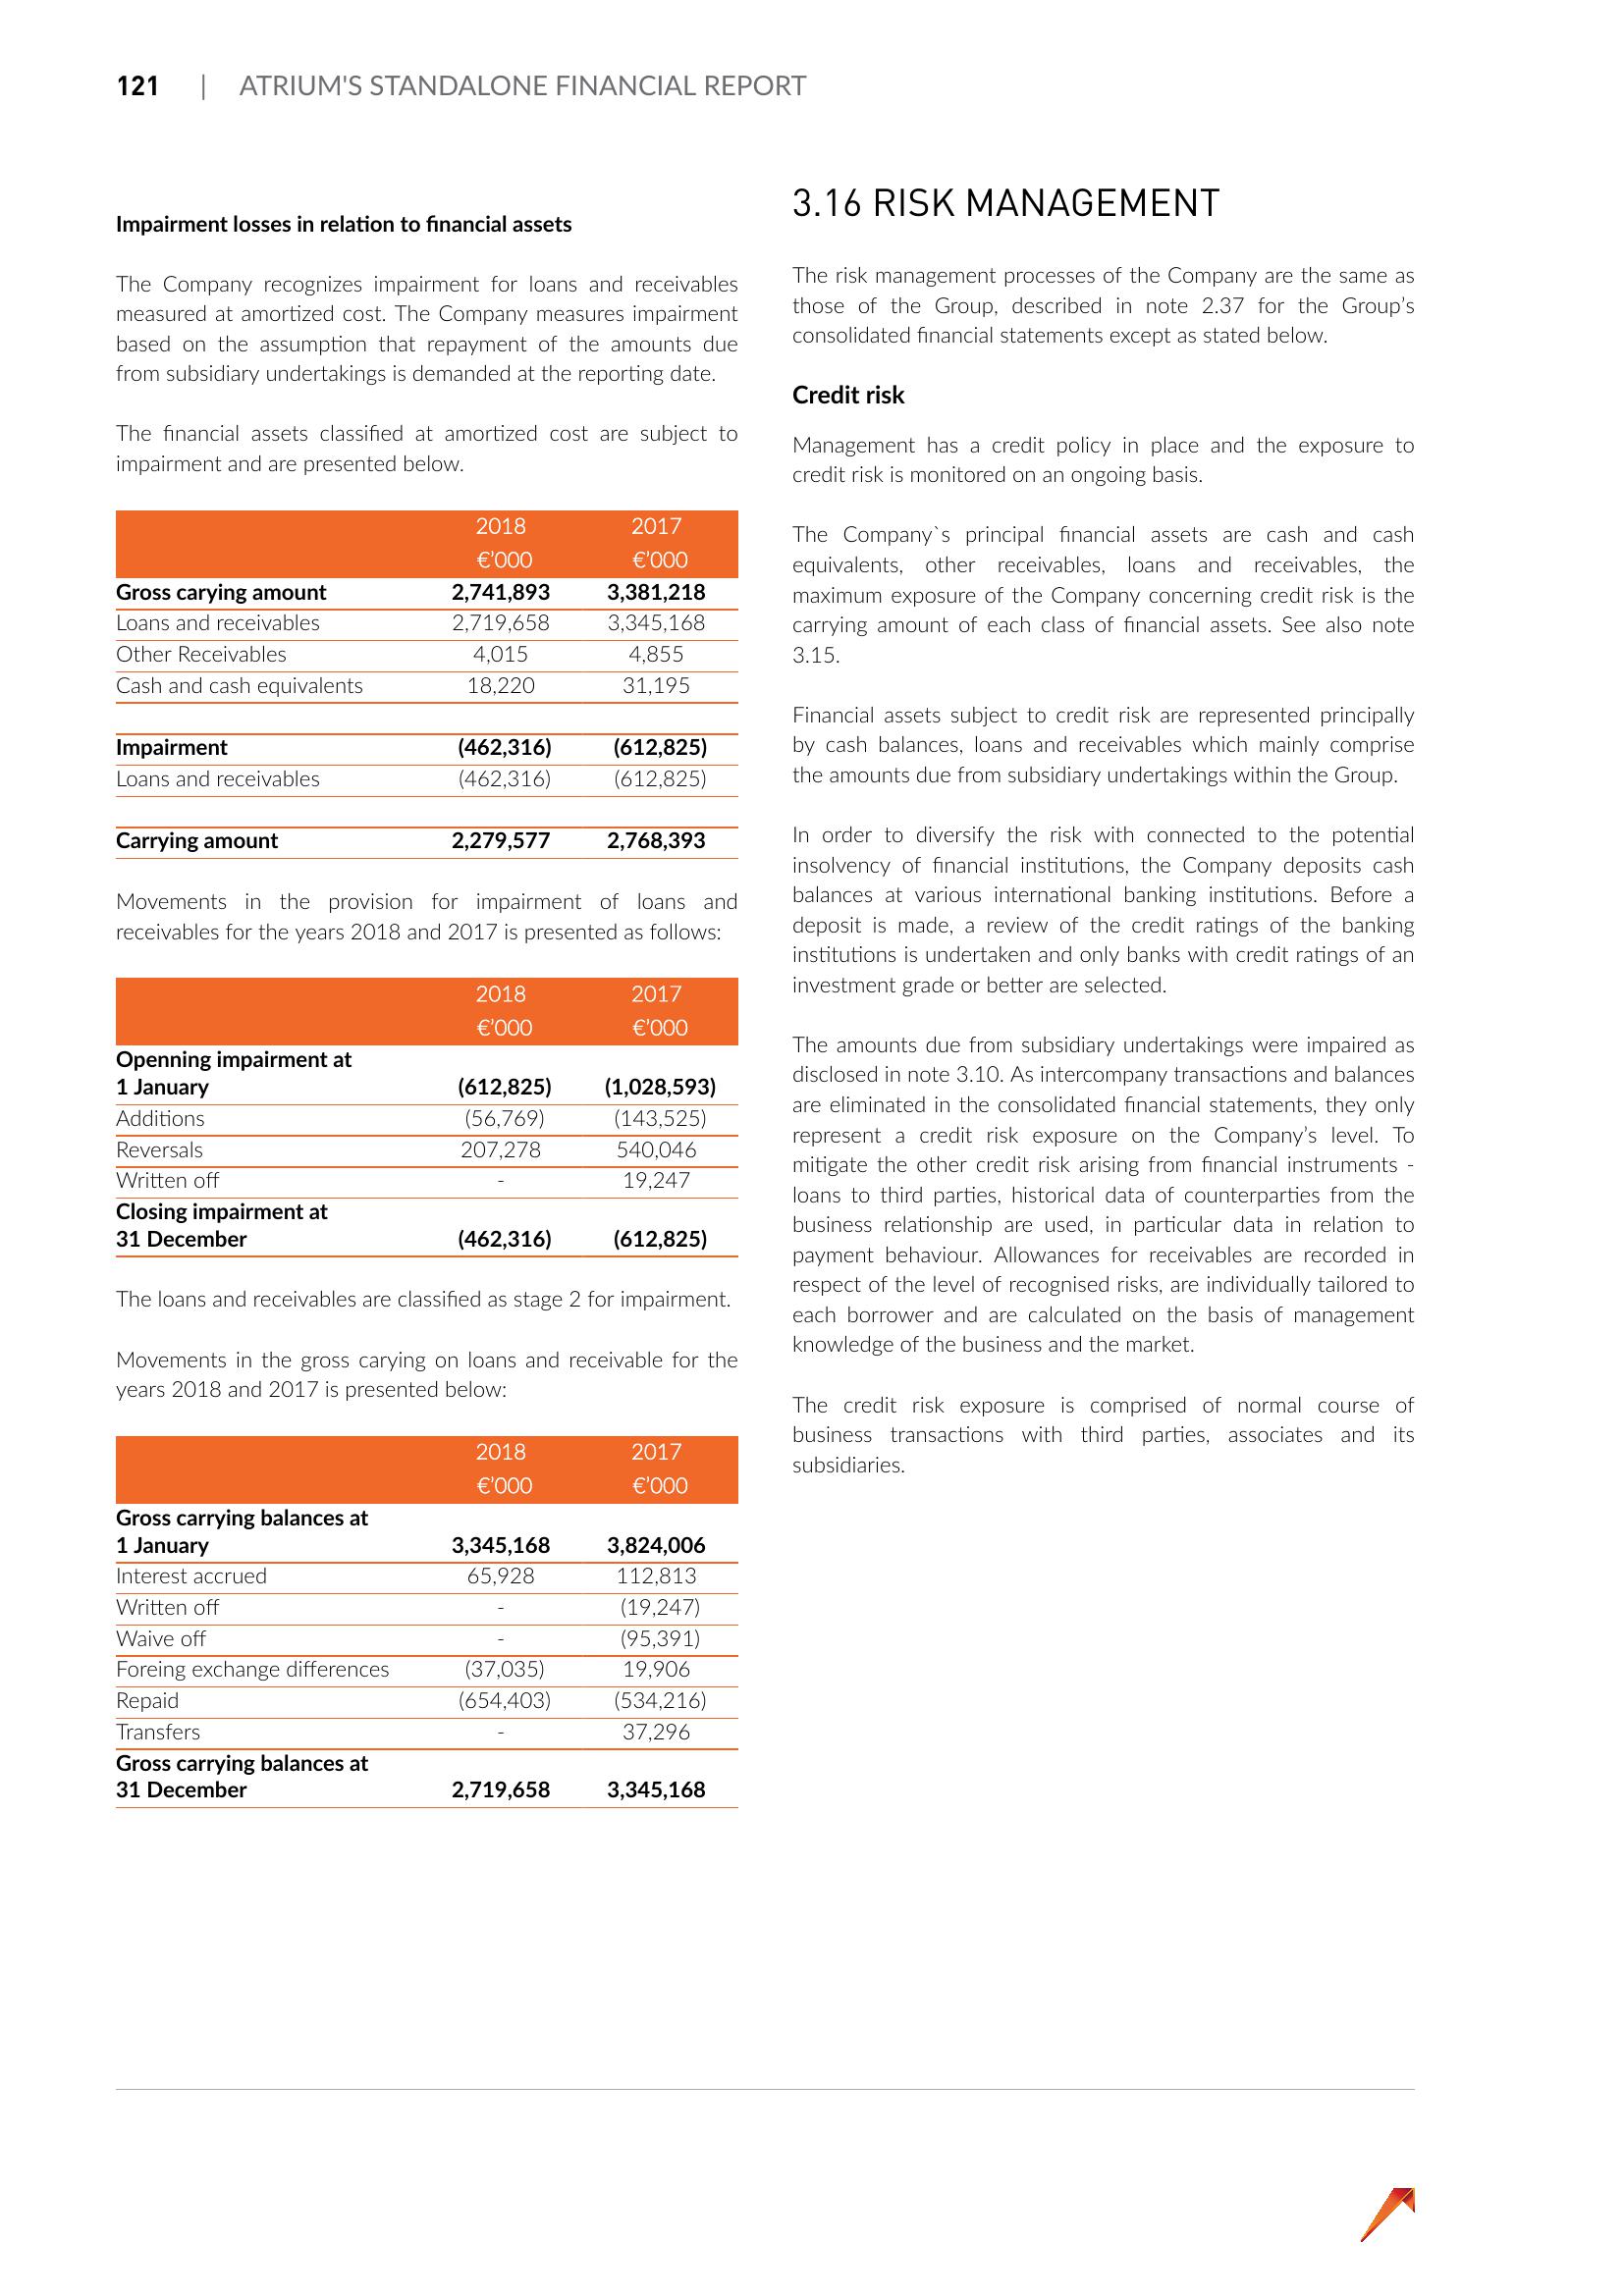 121 | ATRIUM'S STANDALONE FINANCIAL REPORT
Impairment losses in relation to financial assets
The Company recognizes impairment for loans and receivables
measured at amortized cost. The Company measures impairment
based on the assumption that repayment of the amounts due
from subsidiary undertakings is demanded at the reporting date.
The financial assets classified at amortized cost are subject to
impairment and are presented below.
2018 2017
€'000 €'000
Gross carying amount 2,741,893 3,381,218
Loans and receivables 2,719,658 3,345,168
Other Receivables 4,015 4,855
Cash and cash equivalents 18,220 31,195
Impairment (462,316) (612,825)
Loans and receivables (462,316) (612,825)
Carrying amount 2,279,577 2,768,393
Movements in the provision for impairment of loans and
receivables for the years 2018 and 2017 is presented as follows:
2018 2017
€'000 €'000
Openning impairment at
1 January (612,825) (1,028,593)
Additions (56,769) (143,525)
Reversals 207,278 540,046
Written off - 19,247
Closing impairment at
31 December (462,316) (612,825)
The loans and receivables are classified as stage 2 for impairment.
Movements in the gross carying on loans and receivable for the
years 2018 and 2017 is presented below:
2018 2017
€'000 €'000
Gross carrying balances at
1 January 3,345,168 3,824,006
Interest accrued 65,928 112,813
Written off - (19,247)
Waive off - (95,391)
Foreing exchange differences (37,035) 19,906
Repaid (654,403) (534,216)
Transfers - 37,296
Gross carrying balances at
31 December 2,719,658 3,345,168
3.16 RISK MANAGEMENT
The risk management processes of the Company are the same as
those of the Group, described in note 2.37 for the Group's
consolidated financial statements except as stated below.
Credit risk
Management has a credit policy in place and the exposure to
credit risk is monitored on an ongoing basis.
The Company`s principal financial assets are cash and cash
equivalents, other receivables, loans and receivables, the
maximum exposure of the Company concerning credit risk is the
carrying amount of each class of financial assets. See also note
3.15.
Financial assets subject to credit risk are represented principally
by cash balances, loans and receivables which mainly comprise
the amounts due from subsidiary undertakings within the Group.
In order to diversify the risk with connected to the potential
insolvency of financial institutions, the Company deposits cash
balances at various international banking institutions. Before a
deposit is made, a review of the credit ratings of the banking
institutions is undertaken and only banks with credit ratings of an
investment grade or better are selected.
The amounts due from subsidiary undertakings were impaired as
disclosed in note 3.10. As intercompany transactions and balances
are eliminated in the consolidated financial statements, they only
represent a credit risk exposure on the Company's level. To
mitigate the other credit risk arising from financial instruments -
loans to third parties, historical data of counterparties from the
business relationship are used, in particular data in relation to
payment behaviour. Allowances for receivables are recorded in
respect of the level of recognised risks, are individually tailored to
each borrower and are calculated on the basis of management
knowledge of the business and the market.
The credit risk exposure is comprised of normal course of
business transactions with third parties, associates and its
subsidiaries.